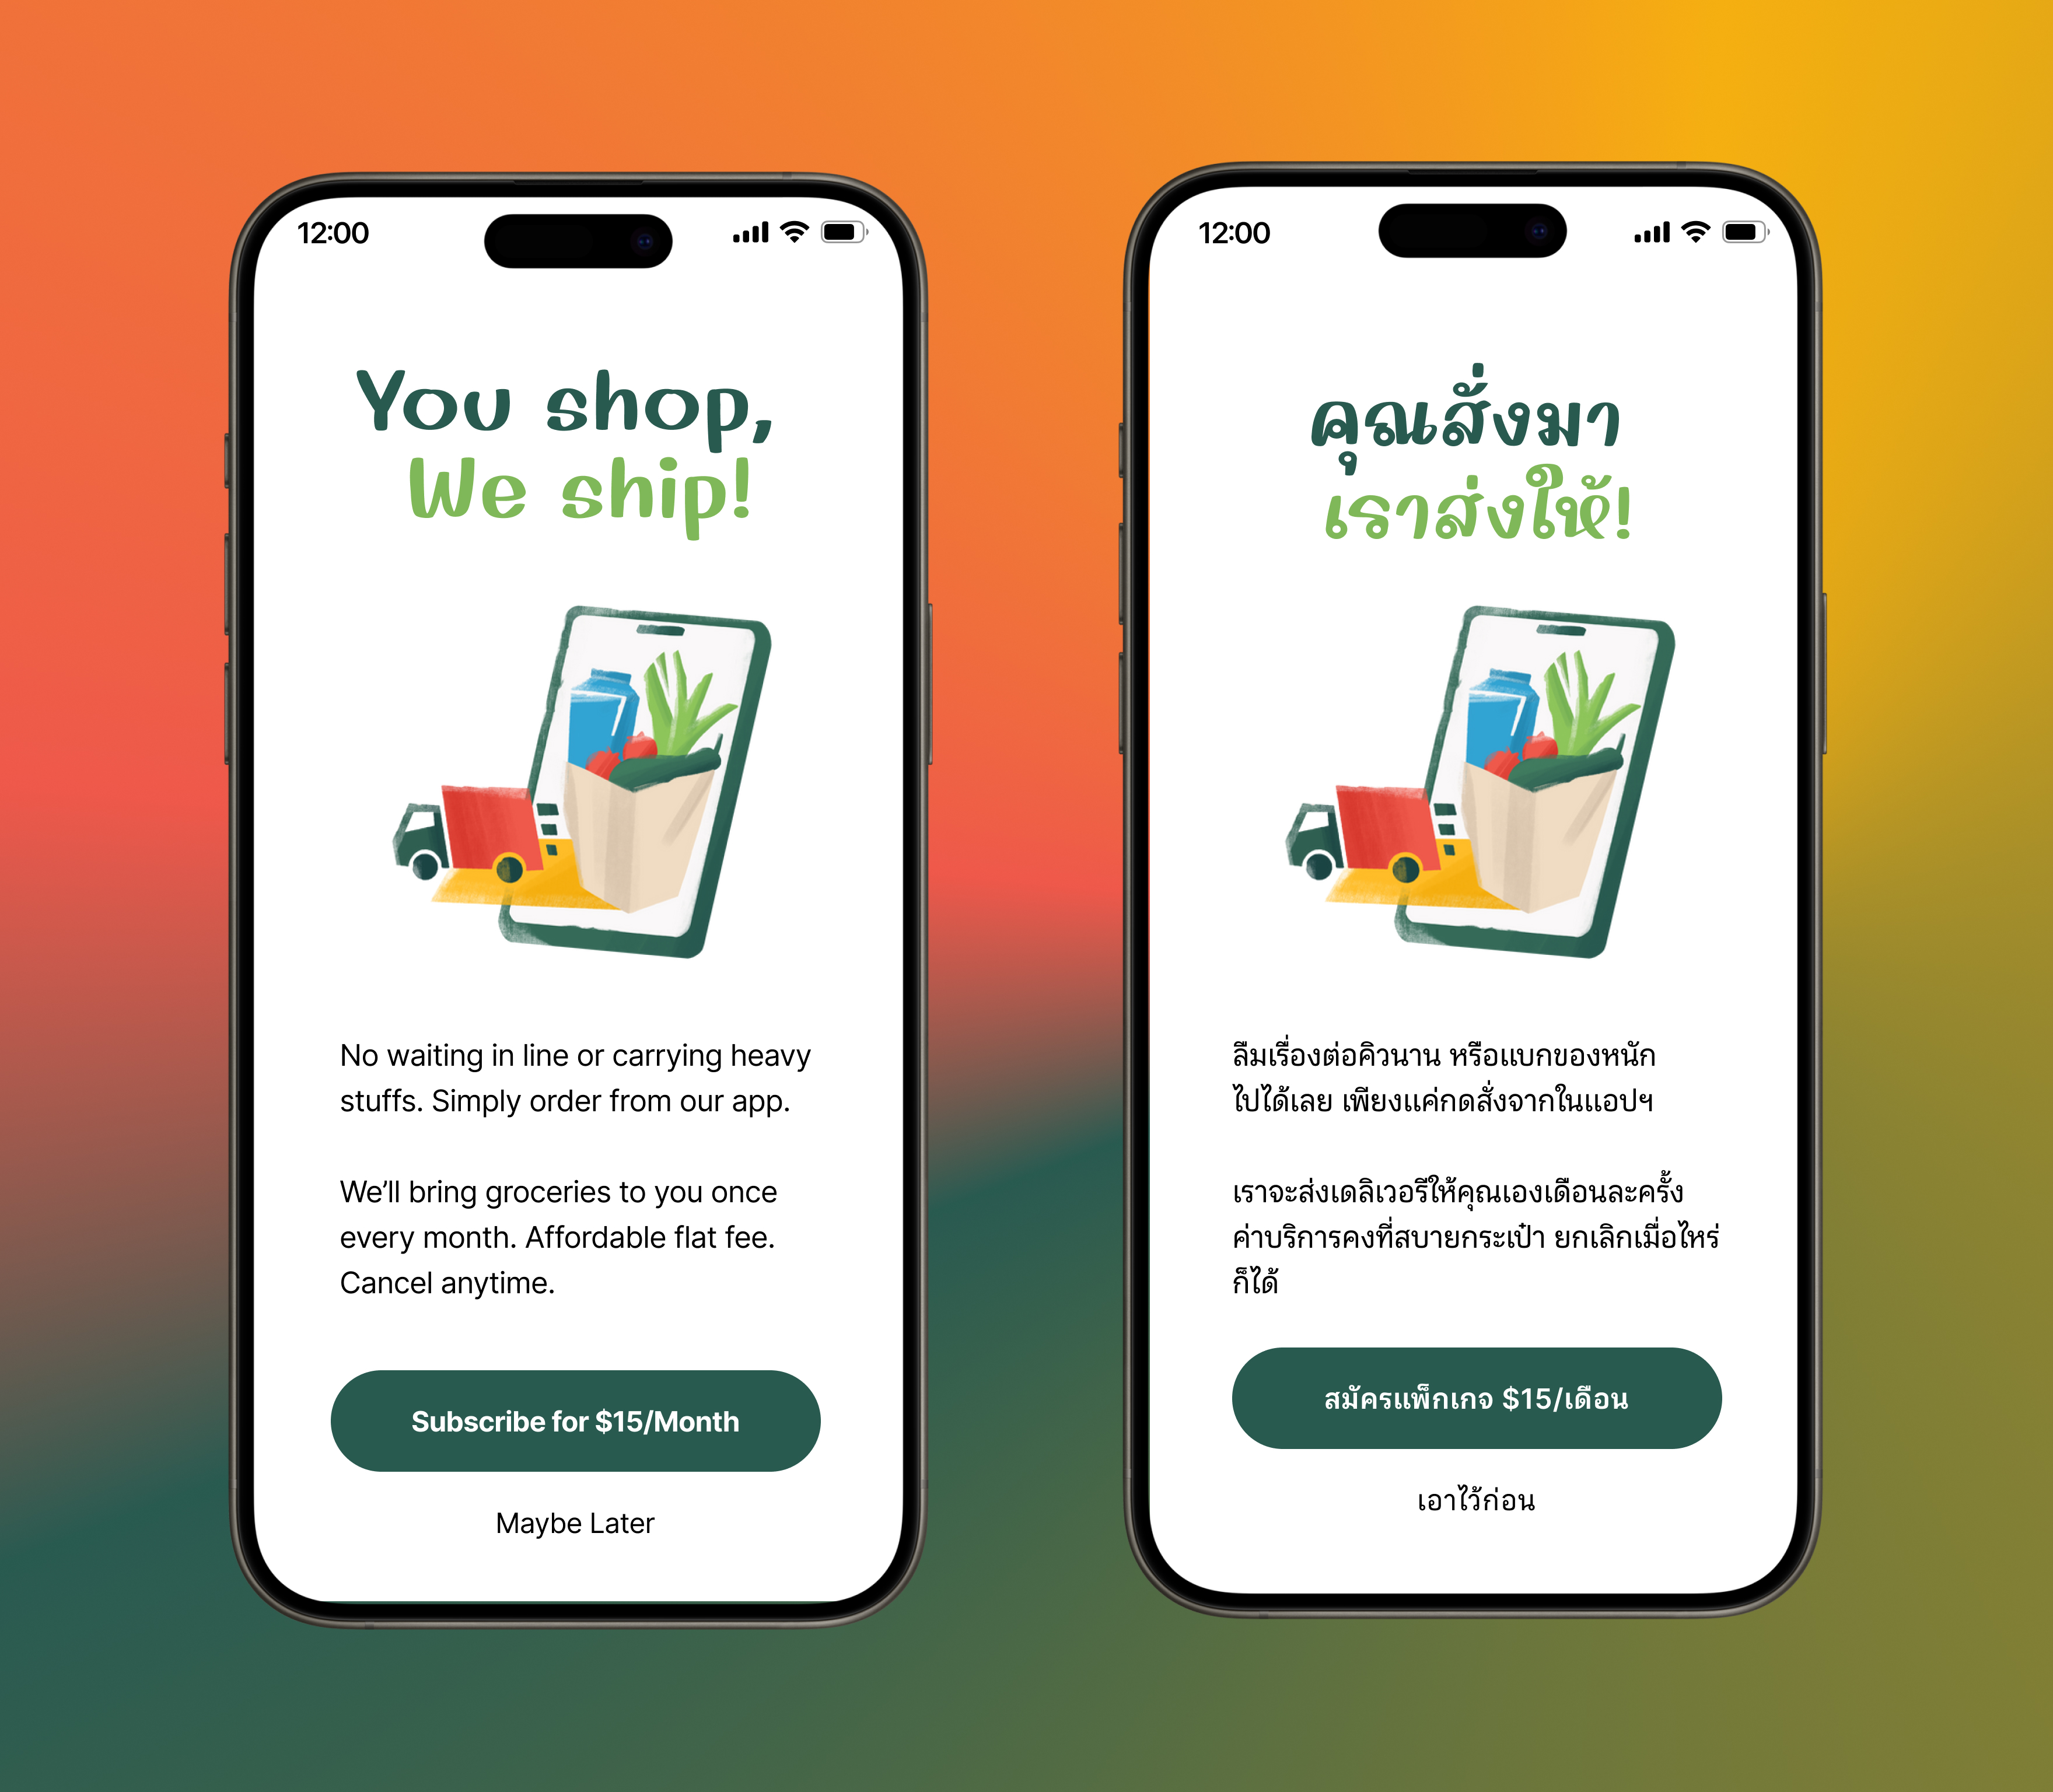 12:00
You shop,
We ship!
No waiting in line or carrying heavy
stuffs. Simply order from our app.
We’ll bring groceries to you once
every month. Affordable flat fee.
Cancel anytime.
Subscribe for $15/Month
Maybe Later
12:00
คุณสั่งมา
เราส่งให้!
ลืมเรื่องต่อคิวนาน หรือแบกของหนัก
ไปได้เลย เพียงแค่กดสั่งจากในแอปฯ
เราจะส่งเดลิเวอรีให้คุณเองเดือนละครั้ง
ค่าบริการคงที่สบายกระเป๋า ยกเลิกเมื่อไหร่
ก็ได้
สมัครแพ็กเกจ $15/เดือน
เอาไว้ก่อน